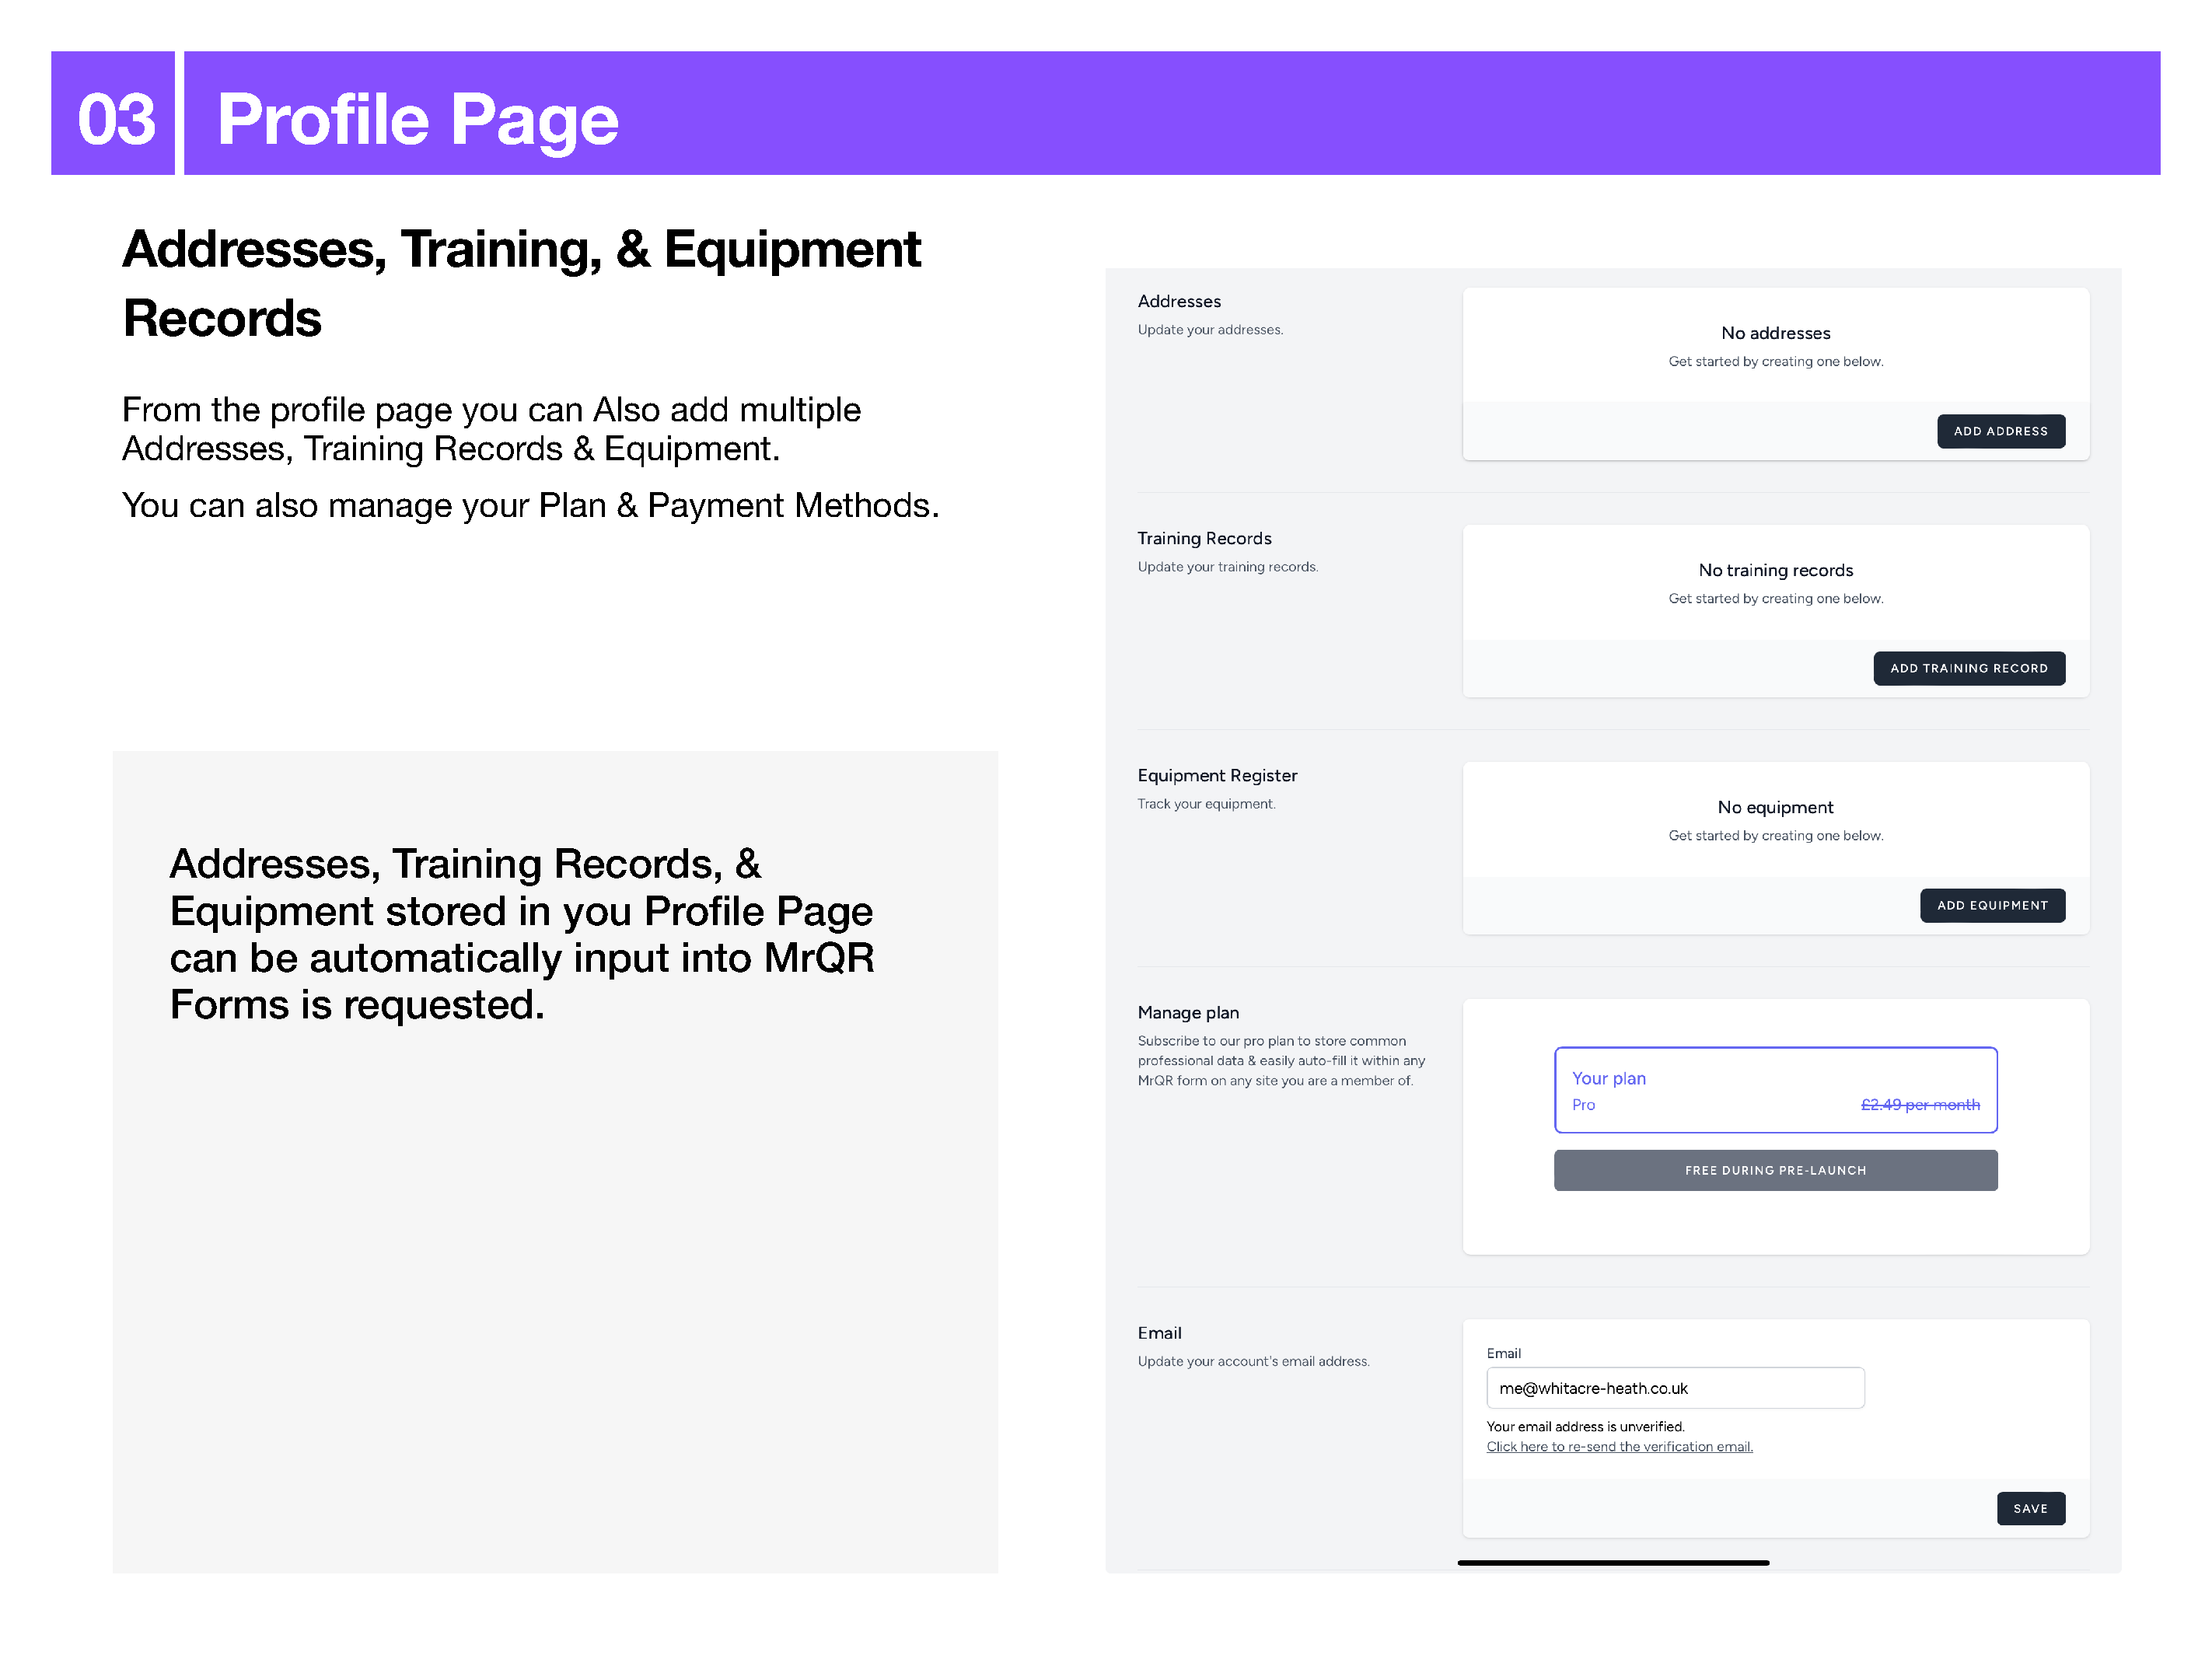 03 Profile Page
Addresses, Training, & Equipment
Records
From the profile page you can Also add multiple
Addresses, Training Records & Equipment.
You can also manage your Plan & Payment Methods.
Addresses, Training Records, &
Equipment stored in you Profile Page
can be automatically input into MrQR
Forms is requested.
Addresses
Update your addresses.
No addresses
Get started by creating one below.
ADD ADDRESS
Training Records
Update your training records.
No training records
Get started by creating one below.
ADD TRAINING RECORD
Equipment Register
Track your equipment.
No equipment
Get started by creating one below.
ADD EQUIPMENT
Manage plan
Subscribe to our pro plan to store common
professional data & easily auto-fill it within any
MrQR form on any site you are a member of.
Your plan
Pro £2.49 per month
FREE DURING PRE-LAUNCH
Email
Update your account's email address.
Email
me@whitacre-heath.co.uk
Your email address is unverified.
Click here to re-send the verification email.
SAVE